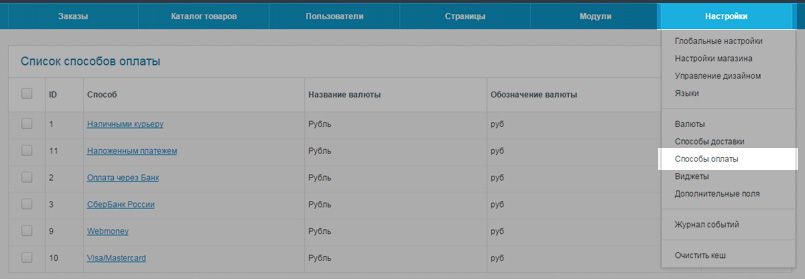 Заказы Каталог товаров Пользователи Страницы Модули Настройки
Глобальные настройки
Настройки магазина
Управление дизайном
Языки
Валюты
Способы доставки
Способы оплаты
Виджеты
Дополнительные поля
Журнал событий
Очистить кеш
Список способов оплаты
ID Способ Название валюты Обозначение валюты
1 Наличными курьеру Рубль руб
11 Наложенным платежем Рубль руб
2 Оплата через Банк Рубль руб
3 СберБанк России Рубль руб
9 Webmoney Рубль руб
10 Visa/Mastercard Рубль руб